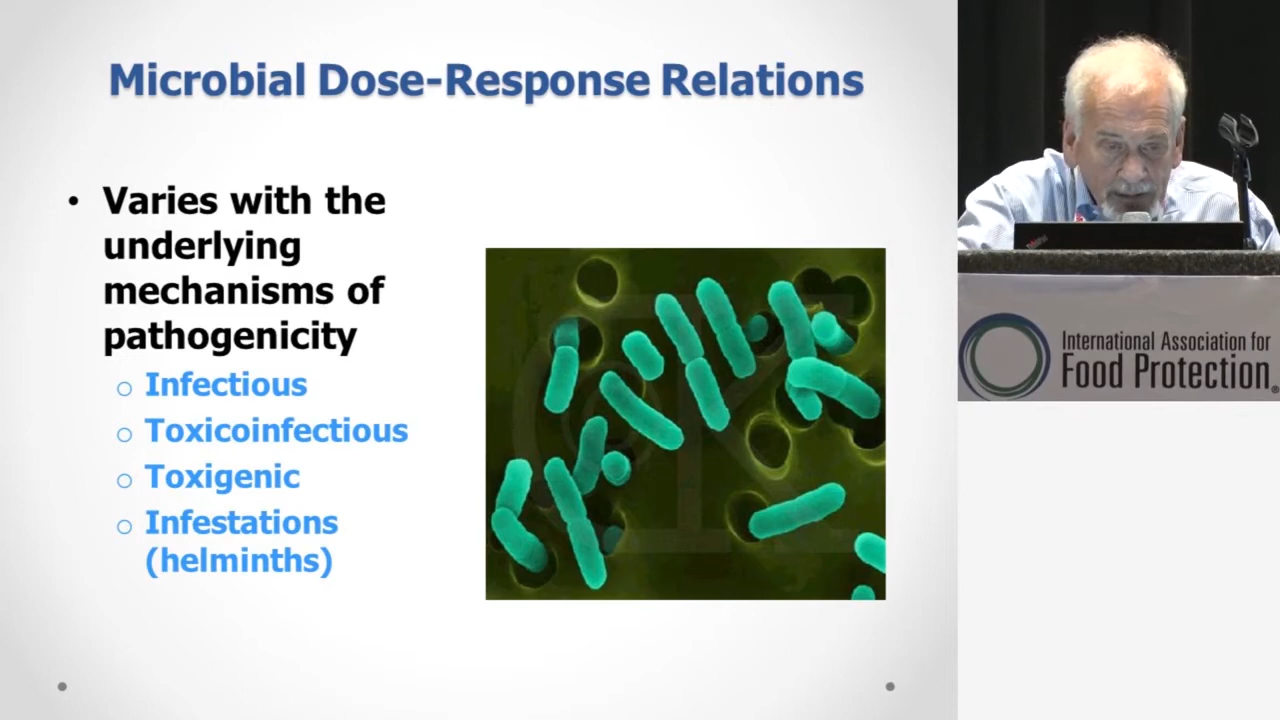 Microbial Dose-Response Relations
• Varies with the
underlying
mechanisms of
pathogenicity
o Infectious
o Toxicoinfectious
o Toxigenic
o Infestations
(helminths)
International Association for
Food Protection®